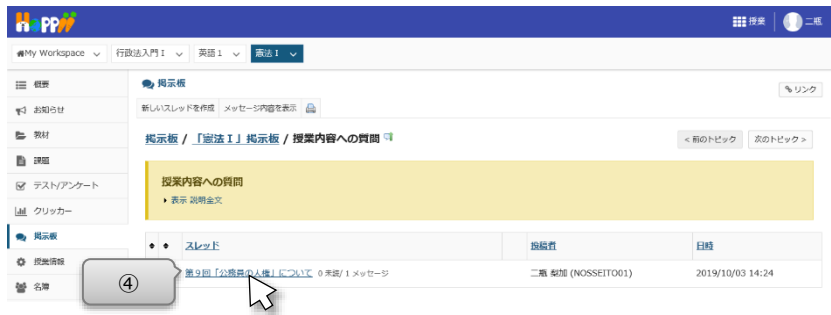 Hoppii
授業 二瓶
My Workspace 行政法入門Ⅰ 英語1 憲法Ⅰ
概要
お知らせ
教材
課題
テスト/アンケート
クリッカー
掲示板
授業情報
名簿
掲示板
リンク
新しいスレッドを作成 メッセージ内容を表示
掲示板 / 「憲法Ⅰ」掲示板 / 授業内容への質問
< 前のトピック 次のトピック >
授業内容への質問
表示 説明全文
スレッド 投稿者 日時
第9回「公務員の人権」について 0 未読/ 1 メッセージ 二瓶 梨加 (NOSSEITO01) 2019/10/03 14:24
④